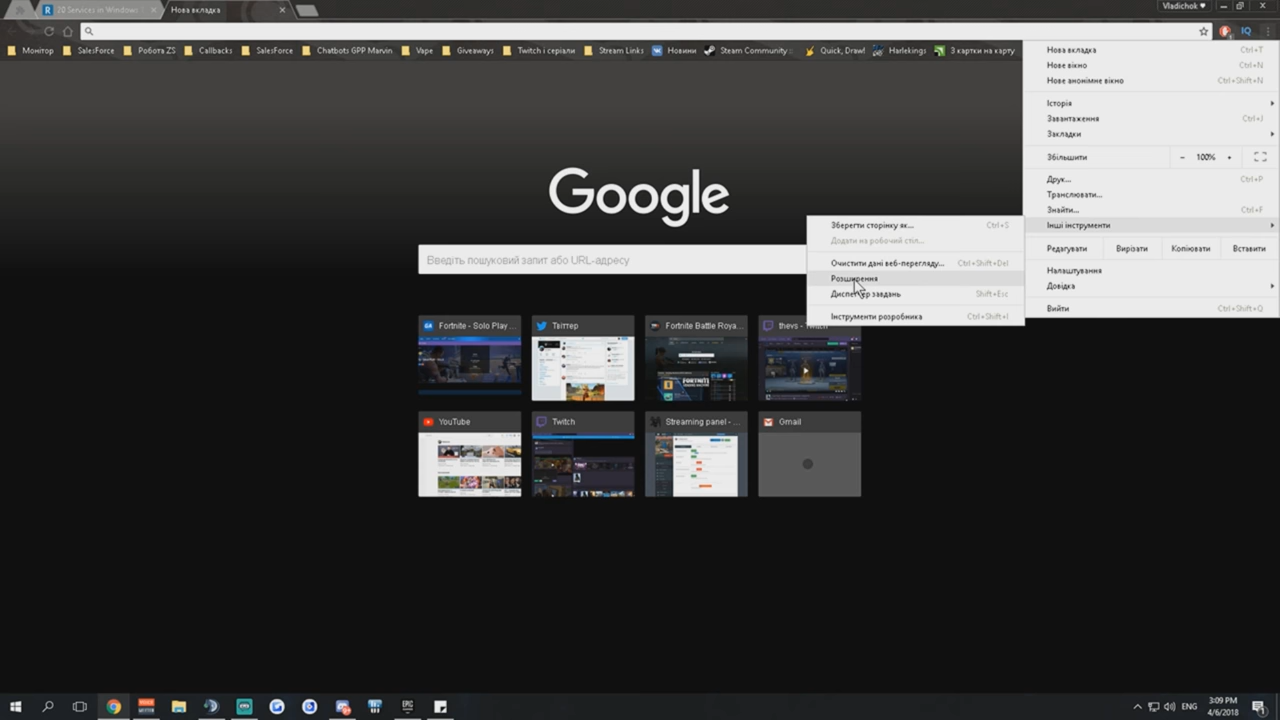 20 Services in Windows
Нова вкладка
Vladichok
Монітор
SalesForce
Робота ZS
Callbacks
SalesForce
Chatbots GPP Marvin
Vape
Giveaways
Twitch і серіали
Stream Links
Новини
Steam Community
Quick, Draw!
Harlekings
З картки на карту
Google
Введіть пошуковий запит або URL-адресу
Нова вкладка Ctrl+T
Нове вікно Ctrl+N
Нове анонімне вікно Ctrl+Shift+N
Історія
Завантаження Ctrl+J
Закладки
Збільшити - 100% +
Друк... Ctrl+P
Транслювати...
Знайти... Ctrl+F
Інші інструменти
Редагувати Вирізати Копіювати Вставити
Налаштування
Довідка
Вийти Ctrl+Shift+Q
Зберегти сторінку як... Ctrl+S
Додати на робочий стіл...
Очистити дані веб-перегляду... Ctrl+Shift+Del
Розширення
Диспетчер завдань Shift+Esc
Інструменти розробника Ctrl+Shift+I
Fortnite - Solo Play ...
Твіттер
Fortnite Battle Roya...
thevs - Twitch
YouTube
Twitch
Streaming panel - ...
Gmail
ENG
3:09 PM
4/6/2018